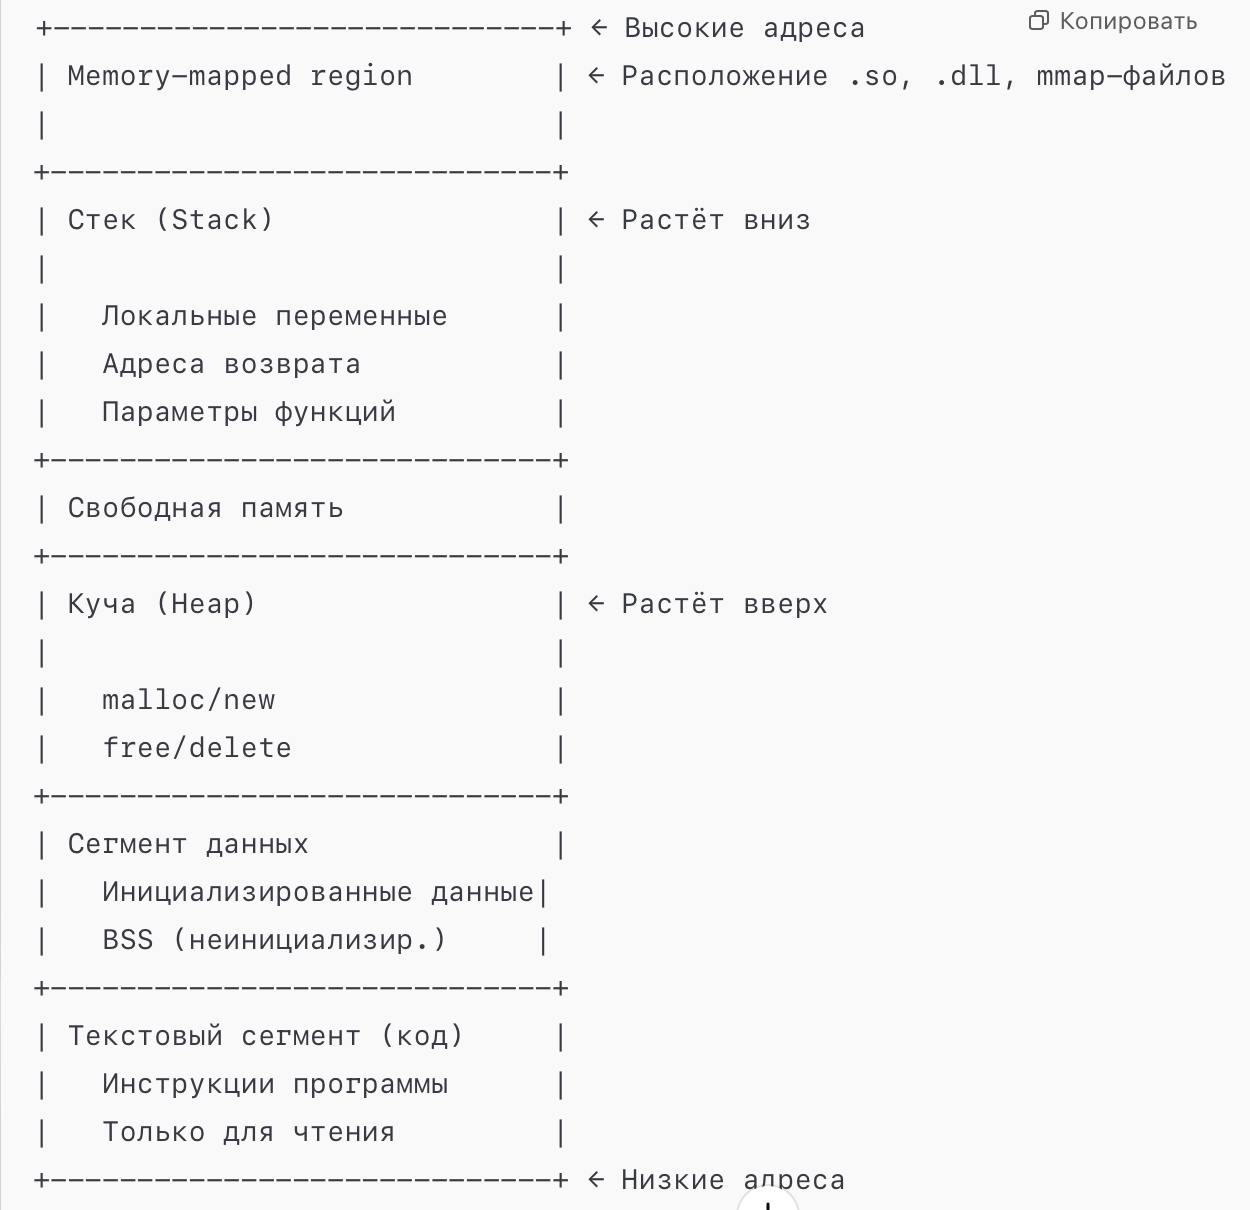 +------------------------------+ ← Высокие адреса
Копировать
| Memory-mapped region        | ← Расположение .so, .dll, mmap-файлов
|                             |
+-----------------------------+
| Стек (Stack)                | ← Растёт вниз
|                             |
|   Локальные переменные      |
|   Адреса возврата           |
|   Параметры функций         |
+-----------------------------+
| Свободная память            |
+-----------------------------+
| Куча (Heap)                 | ← Растёт вверх
|                             |
|   malloc/new                |
|   free/delete               |
+-----------------------------+
| Сегмент данных              |
|   Инициализированные данные|
|   BSS (неинициализир.)     |
+-----------------------------+
| Текстовый сегмент (код)     |
|   Инструкции программы      |
|   Только для чтения         |
+-----------------------------+ ← Низкие адреса